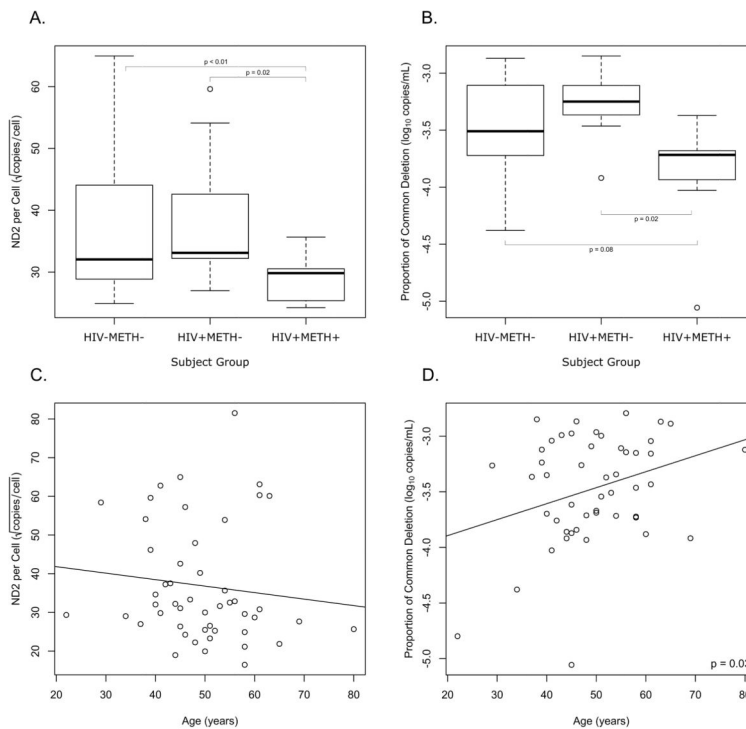 A.
p < 0.01
p = 0.02
ND2 per Cell (√copies/cell)
60
50
40
30
HIV-METH-
HIV+METH-
HIV+METH+
Subject Group
B.
Proportion of Common Deletion (log10 copies/mL)
-3.0
-3.5
-4.0
-4.5
-5.0
p = 0.02
p = 0.08
HIV-METH-
HIV+METH-
HIV+METH+
Subject Group
C.
ND2 per Cell (√copies/cell)
80
70
60
50
40
30
20
20 30 40 50 60 70 80
Age (years)
D.
Proportion of Common Deletion (log10 copies/mL)
-3.0
-3.5
-4.0
-4.5
-5.0
p = 0.03
20 30 40 50 60 70 80
Age (years)